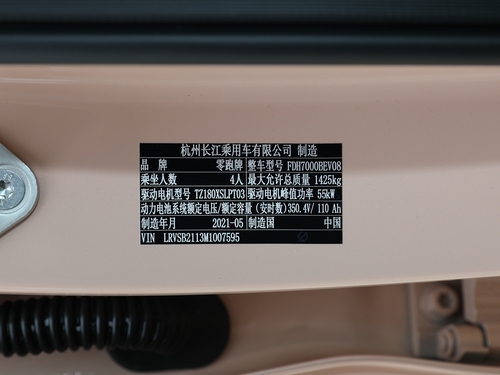 杭州长江乘用车有限公司 制造
品 牌 零跑牌 整车型号 FDH7000BEV08
乘坐人数 4人 最大允许总质量 1425kg
驱动电机型号 TZ180XSLPT03 驱动电机峰值功率 55kW
动力电池系统额定电压/额定容量(安时数) 350.4V/110 Ah
制造年月 2021-05 制造国 中国
VIN LRVSB2113M1007595